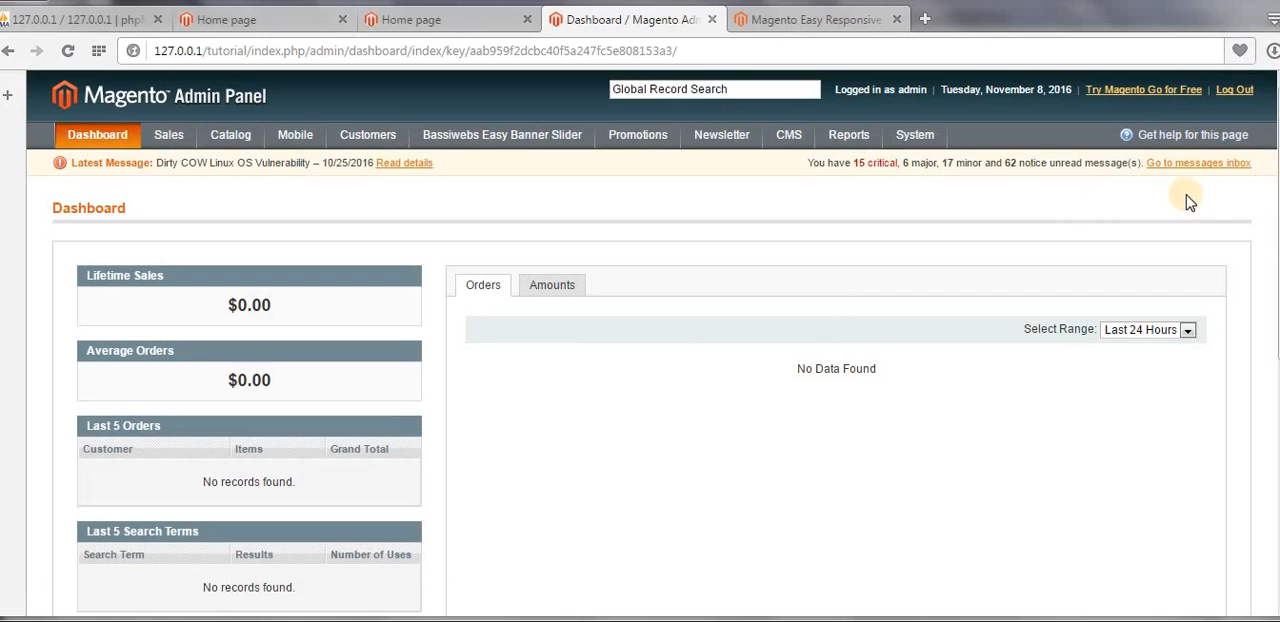 127.0.0.1 / 127.0.0.1 | php
Home page
Home page
Dashboard / Magento Adm
Magento Easy Responsive
127.0.0.1/tutorial/index.php/admin/dashboard/index/key/aab959f2dcbc40f5a247fc5e808153a3/
Magento Admin Panel
Global Record Search
Logged in as admin | Tuesday, November 8, 2016 | Try Magento Go for Free | Log Out
Dashboard Sales Catalog Mobile Customers Bassiwebs Easy Banner Slider Promotions Newsletter CMS Reports System
Get help for this page
Latest Message: Dirty COW Linux OS Vulnerability – 10/25/2016 Read details
You have 15 critical, 6 major, 17 minor and 62 notice unread message(s). Go to messages inbox
Dashboard
Lifetime Sales
$0.00
Average Orders
$0.00
Last 5 Orders
Customer Items Grand Total
No records found.
Last 5 Search Terms
Search Term Results Number of Uses
No records found.
Orders Amounts
Select Range: Last 24 Hours
No Data Found